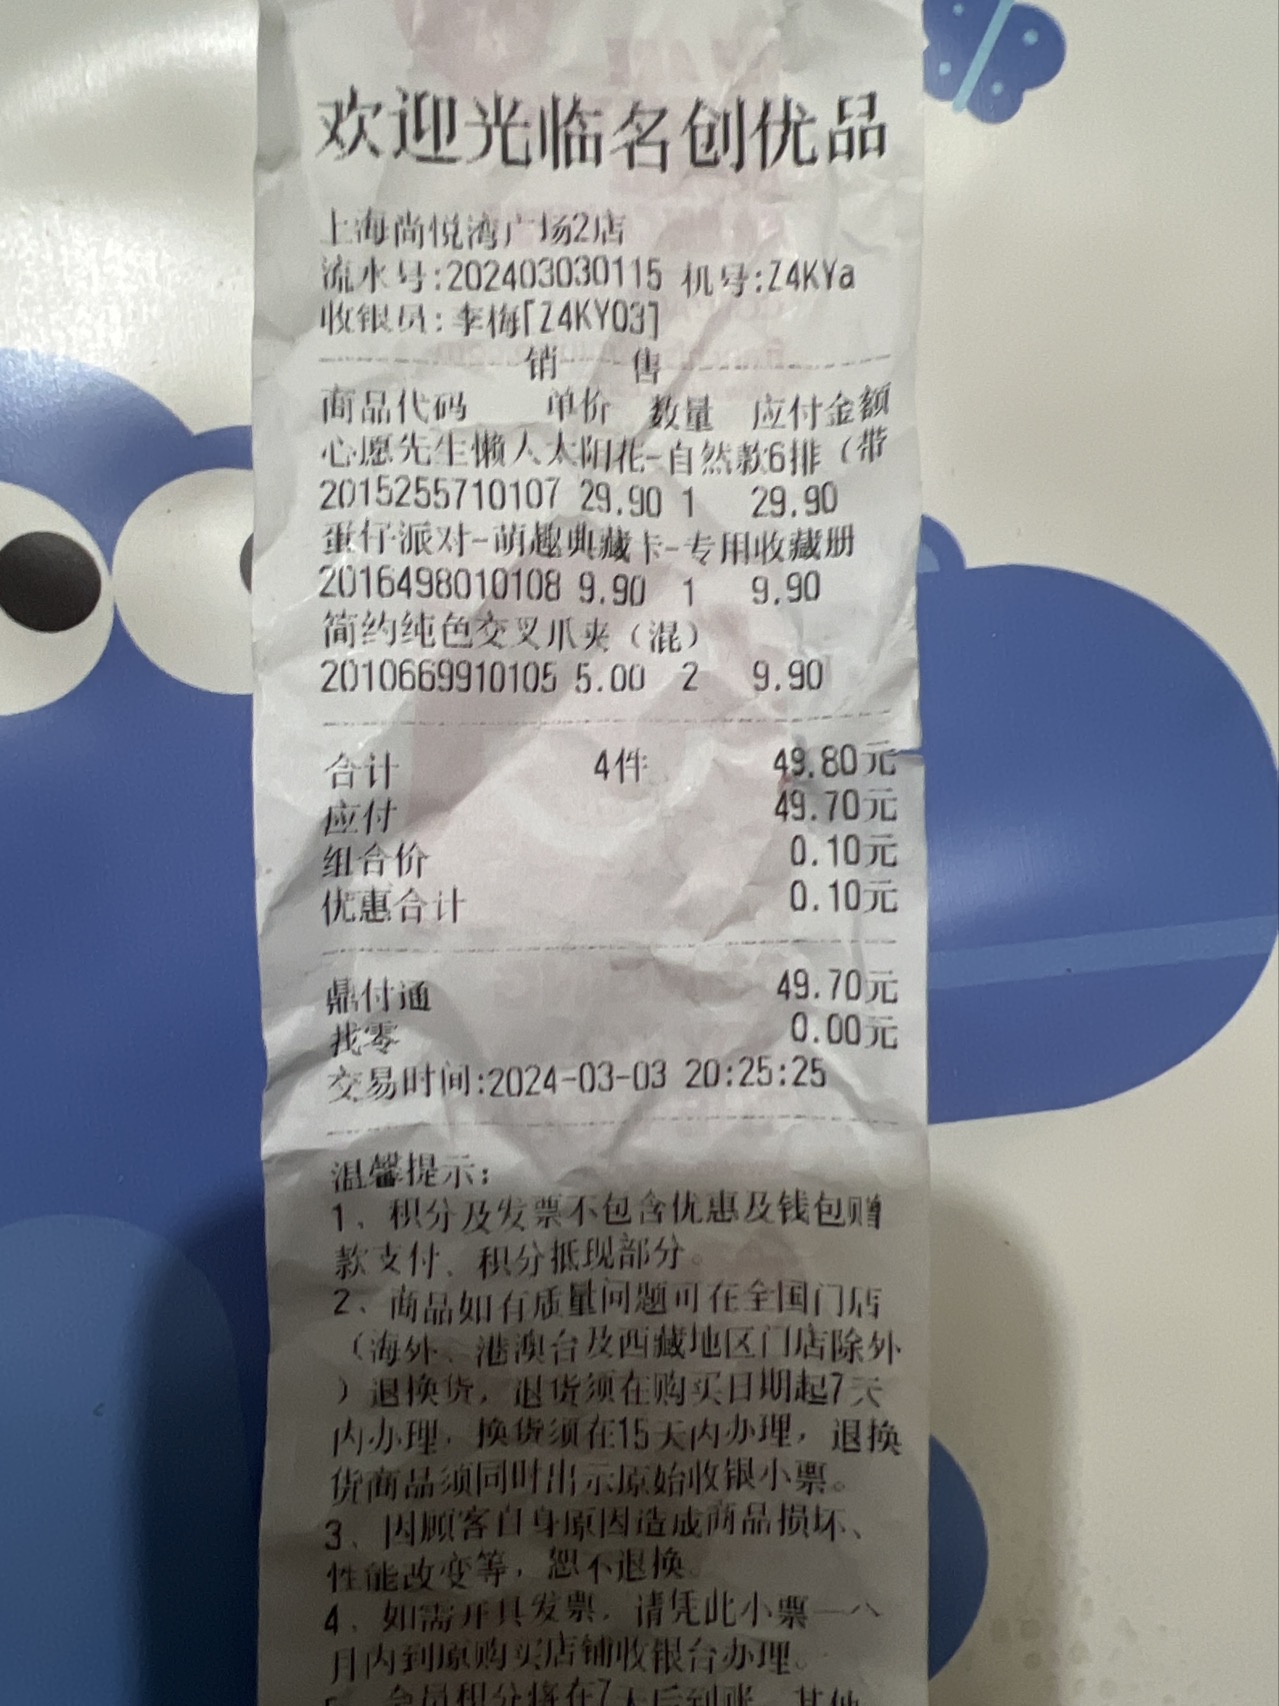 欢迎光临名创优品
上海尚悦湾广场2店
流水号:202403030115 机号:Z4KYa
收银员:李梅[Z4KY03]
销 售
商品代码 单价 数量 应付金额
心愿先生懒人太阳花-自然款6排（带
2015255710107 29.90 1 29.90
蛋仔派对-萌趣典藏卡-专用收藏册
2016498010108 9.90 1 9.90
简约纯色交叉爪夹（混）
2010669910105 5.00 2 9.90
合计 4件 49.80元
应付 49.70元
组合价 0.10元
优惠合计 0.10元
鼎付通 49.70元
找零 0.00元
交易时间:2024-03-03 20:25:25
温馨提示:
1、积分及发票不包含优惠及钱包赠
款支付、积分抵现部分。
2、商品如有质量问题可在全国门店
（海外、港澳台及西藏地区门店除外
）退换货，退货须在购买日期起7天
内办理，换货须在15天内办理，退换
货商品须同时出示原始收银小票。
3、因顾客自身原因造成商品损坏、
性能改变等，恕不退换。
4、如需开具发票，请凭此小票一个
月内到原购买店铺收银台办理。
5、会员积分将在7天后到账，其他